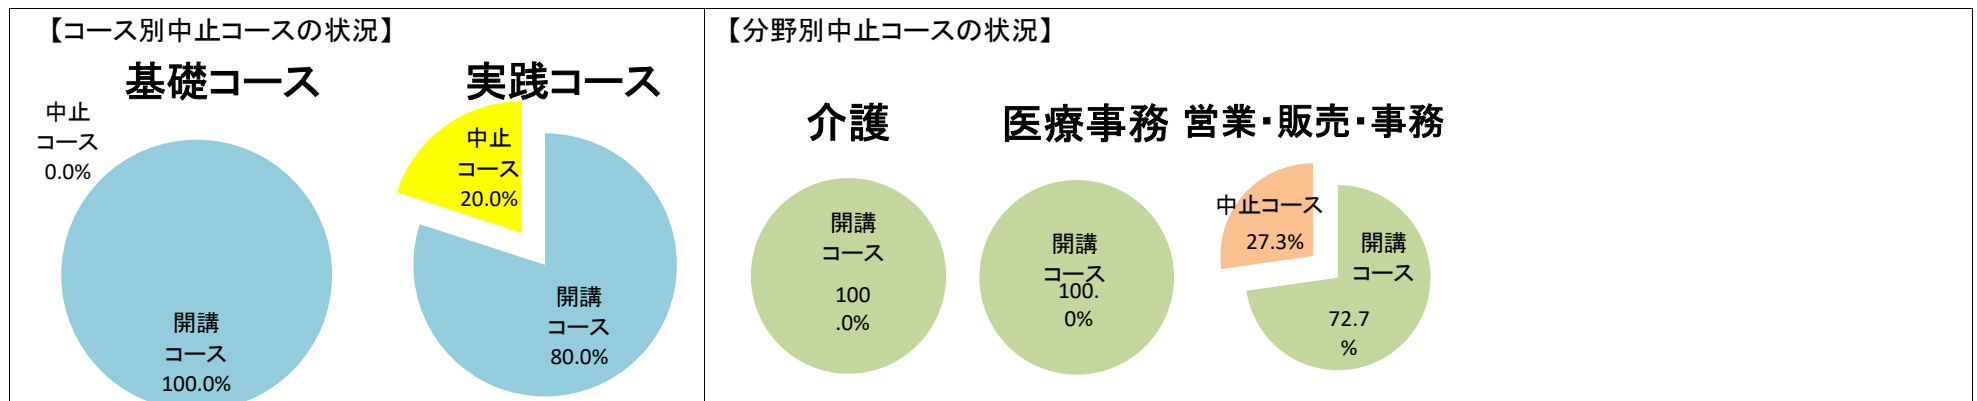 【コース別中止コースの状況】
基礎コース
中止
コース
0.0%
開講
コース
100.0%
実践コース
中止
コース
20.0%
開講
コース
80.0%
【分野別中止コースの状況】
介護
開講
コース
100
.0%
医療事務
開講
コース
100.
0%
営業・販売・事務
中止コース
27.3%
開講
コース
72.7
%